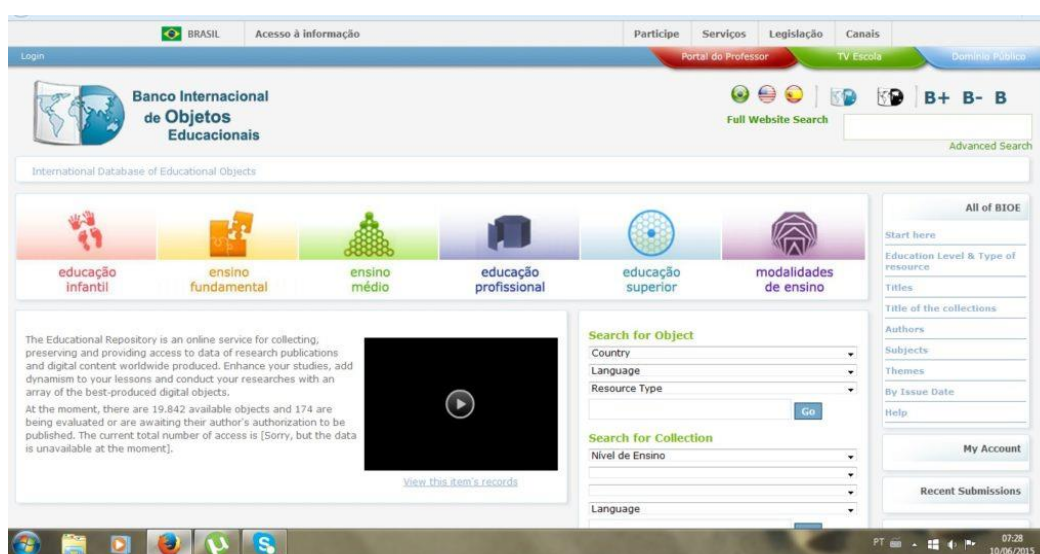 BRASIL Acesso à informação Participe Serviços Legislação Canais
Login Portal do Professor TV Escola Domínio Público
Banco Internacional
de Objetos
Educacionais
B+ B- B
Full Website Search
Advanced Search
International Database of Educational Objects
educação
infantil
ensino
fundamental
ensino
médio
educação
profissional
educação
superior
modalidades
de ensino
The Educational Repository is an online service for collecting,
preserving and providing access to data of research publications
and digital content worldwide produced. Enhance your studies, add
dynamism to your lessons and conduct your researches with an
array of the best-produced digital objects.
At the moment, there are 19.842 available objects and 174 are
being evaluated or are awaiting their author's authorization to be
published. The current total number of access is [Sorry, but the data
is unavailable at the moment].
View this item's records
Search for Object
Country
Language
Resource Type
Go
Search for Collection
Nível de Ensino
Language
All of BIOE
Start here
Education Level & Type of
resource
Titles
Title of the collections
Authors
Subjects
Themes
By Issue Date
Help
My Account
Recent Submissions
PT
07:28
10/06/2015